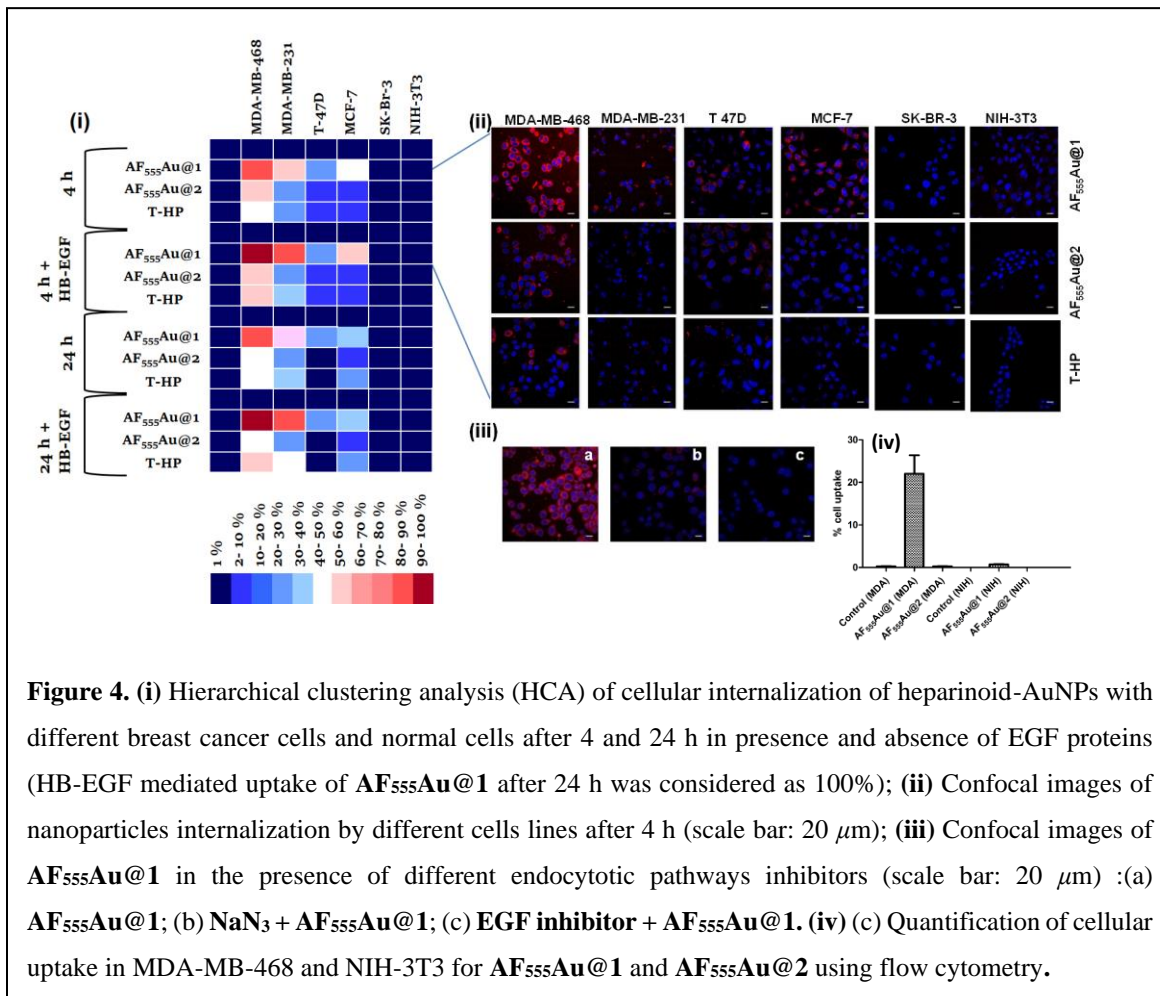 (i)
MDA-MB-468
MDA-MB-231
T-47D
MCF-7
SK-Br-3
NIH-3T3
4 h
AF555Au@1
AF555Au@2
T-HP
4 h +
HB-EGF
AF555Au@1
AF555Au@2
T-HP
24 h
AF555Au@1
AF555Au@2
T-HP
24 h +
HB-EGF
AF555Au@1
AF555Au@2
T-HP
1 %
2- 10 %
10- 20 %
20- 30 %
30- 40 %
40- 50 %
50- 60 %
60- 70 %
70- 80 %
80- 90 %
90- 100 %
(ii)
MDA-MB-468
MDA-MB-231
T 47D
MCF-7
SK-BR-3
NIH-3T3
AF555Au@1
AF555Au@2
T-HP
(iii)
a
b
c
(iv)
% cell uptake
30
20
10
0
Control (MDA)
AF555Au@1 (MDA)
AF555Au@2 (MDA)
Control (NIH)
AF555Au@1 (NIH)
AF555Au@2 (NIH)
Figure 4. (i) Hierarchical clustering analysis (HCA) of cellular internalization of heparinoid-AuNPs with
different breast cancer cells and normal cells after 4 and 24 h in presence and absence of EGF proteins
(HB-EGF mediated uptake of AF555Au@1 after 24 h was considered as 100%); (ii) Confocal images of
nanoparticles internalization by different cells lines after 4 h (scale bar: 20 μm); (iii) Confocal images of
AF555Au@1 in the presence of different endocytotic pathways inhibitors (scale bar: 20 μm) :(a)
AF555Au@1; (b) NaN3 + AF555Au@1; (c) EGF inhibitor + AF555Au@1. (iv) (c) Quantification of cellular
uptake in MDA-MB-468 and NIH-3T3 for AF555Au@1 and AF555Au@2 using flow cytometry.